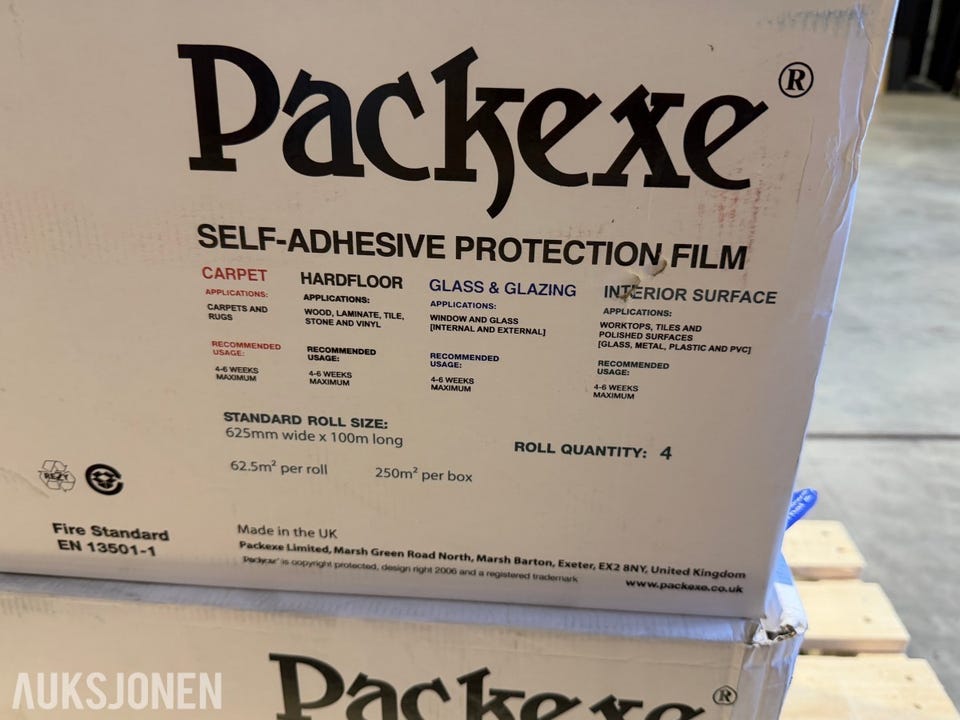 Packexe®
SELF-ADHESIVE PROTECTION FILM
CARPET
APPLICATIONS:
CARPETS AND
RUGS
RECOMMENDED
USAGE:
4-6 WEEKS
MAXIMUM
HARDFLOOR
APPLICATIONS:
WOOD, LAMINATE, TILE,
STONE AND VINYL
RECOMMENDED
USAGE:
4-6 WEEKS
MAXIMUM
GLASS & GLAZING
APPLICATIONS:
WINDOW AND GLASS
[INTERNAL AND EXTERNAL]
RECOMMENDED
USAGE:
4-6 WEEKS
MAXIMUM
INTERIOR SURFACE
APPLICATIONS:
WORKTOPS, TILES AND
POLISHED SURFACES
[GLASS, METAL, PLASTIC AND PVC]
RECOMMENDED
USAGE:
4-6 WEEKS
MAXIMUM
STANDARD ROLL SIZE:
625mm wide x 100m long
62.5m² per roll 250m² per box
ROLL QUANTITY: 4
REZY
Fire Standard
EN 13501-1
Made in the UK
Packexe Limited, Marsh Green Road North, Marsh Barton, Exeter, EX2 8NY, United Kingdom
'Packexe' is copyright protected, design right 2006 and a registered trademark
www.packexe.co.uk
Packexe®
AUKSJONEN